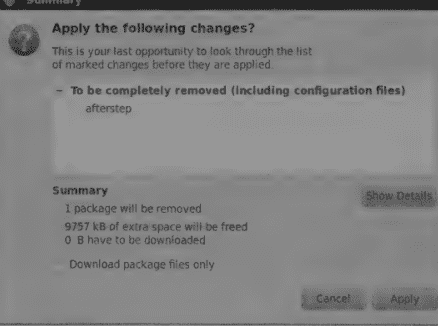 Summary
Apply the following changes?
This is your last opportunity to look through the list
of marked changes before they are applied.
− To be completely removed (including configuration files)
afterstep
Summary
Show Details
1 package will be removed
9757 kB of extra space will be freed
0 B have to be downloaded
Download package files only
Cancel
Apply